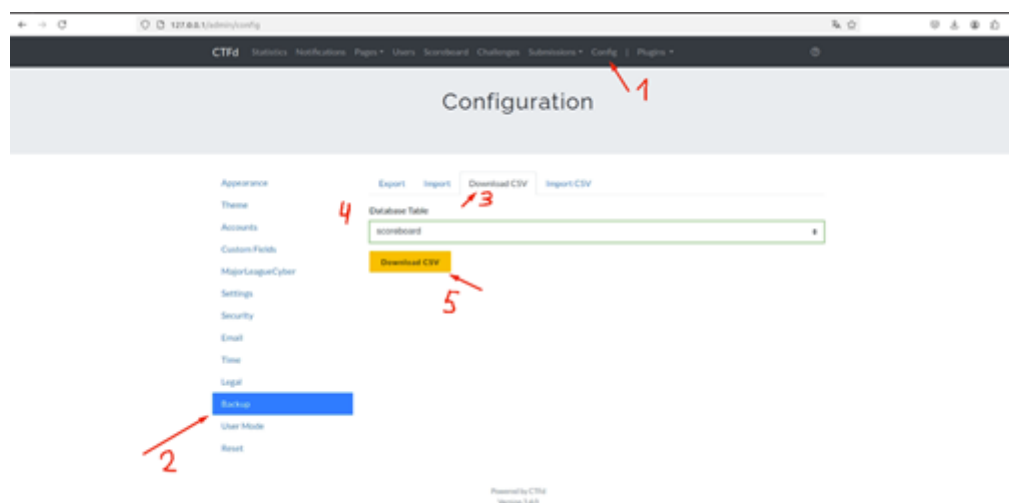 127.0.0.1/admin/config
CTFd Statistics Notifications Pages Users Scoreboard Challenges Submissions Config | Plugins
1
Configuration
Appearance
Theme
Accounts
Custom Fields
MajorLeagueCyber
Settings
Security
Email
Time
Legal
Backup
User Mode
Reset
2
Export Import Download CSV Import CSV
3
4
Database Table
scoreboard
Download CSV
5
Powered by CTFd